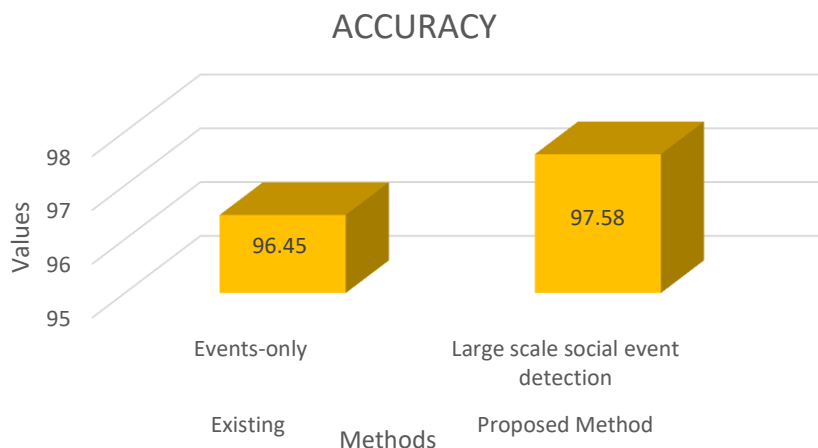 ACCURACY
98
97
96
95
Values
96.45
97.58
Events-only
Large scale social event
detection
Existing
Proposed Method
Methods